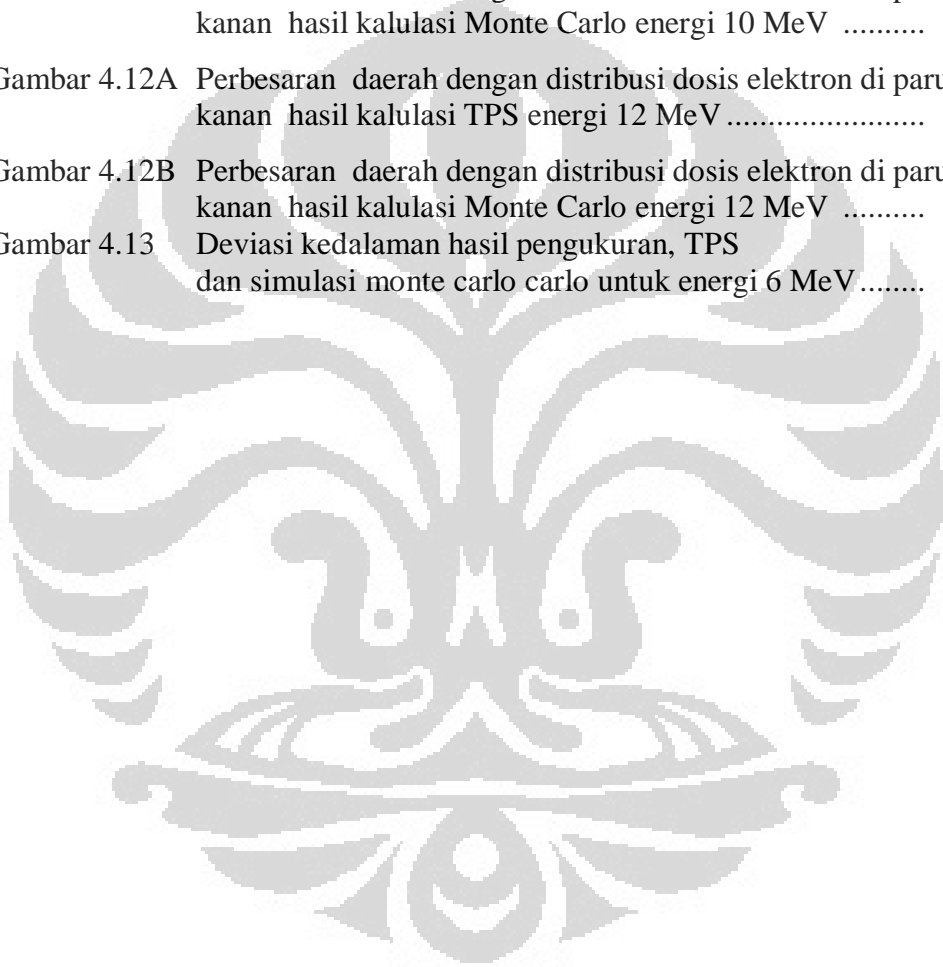 kanan hasil kalulasi Monte Carlo energi 10 MeV ..........
Gambar 4.12A Perbesaran daerah dengan distribusi dosis elektron di paru
kanan hasil kalulasi TPS energi 12 MeV .......................
Gambar 4.12B Perbesaran daerah dengan distribusi dosis elektron di paru
kanan hasil kalulasi Monte Carlo energi 12 MeV ..........
Gambar 4.13 Deviasi kedalaman hasil pengukuran, TPS
dan simulasi monte carlo carlo untuk energi 6 MeV ........